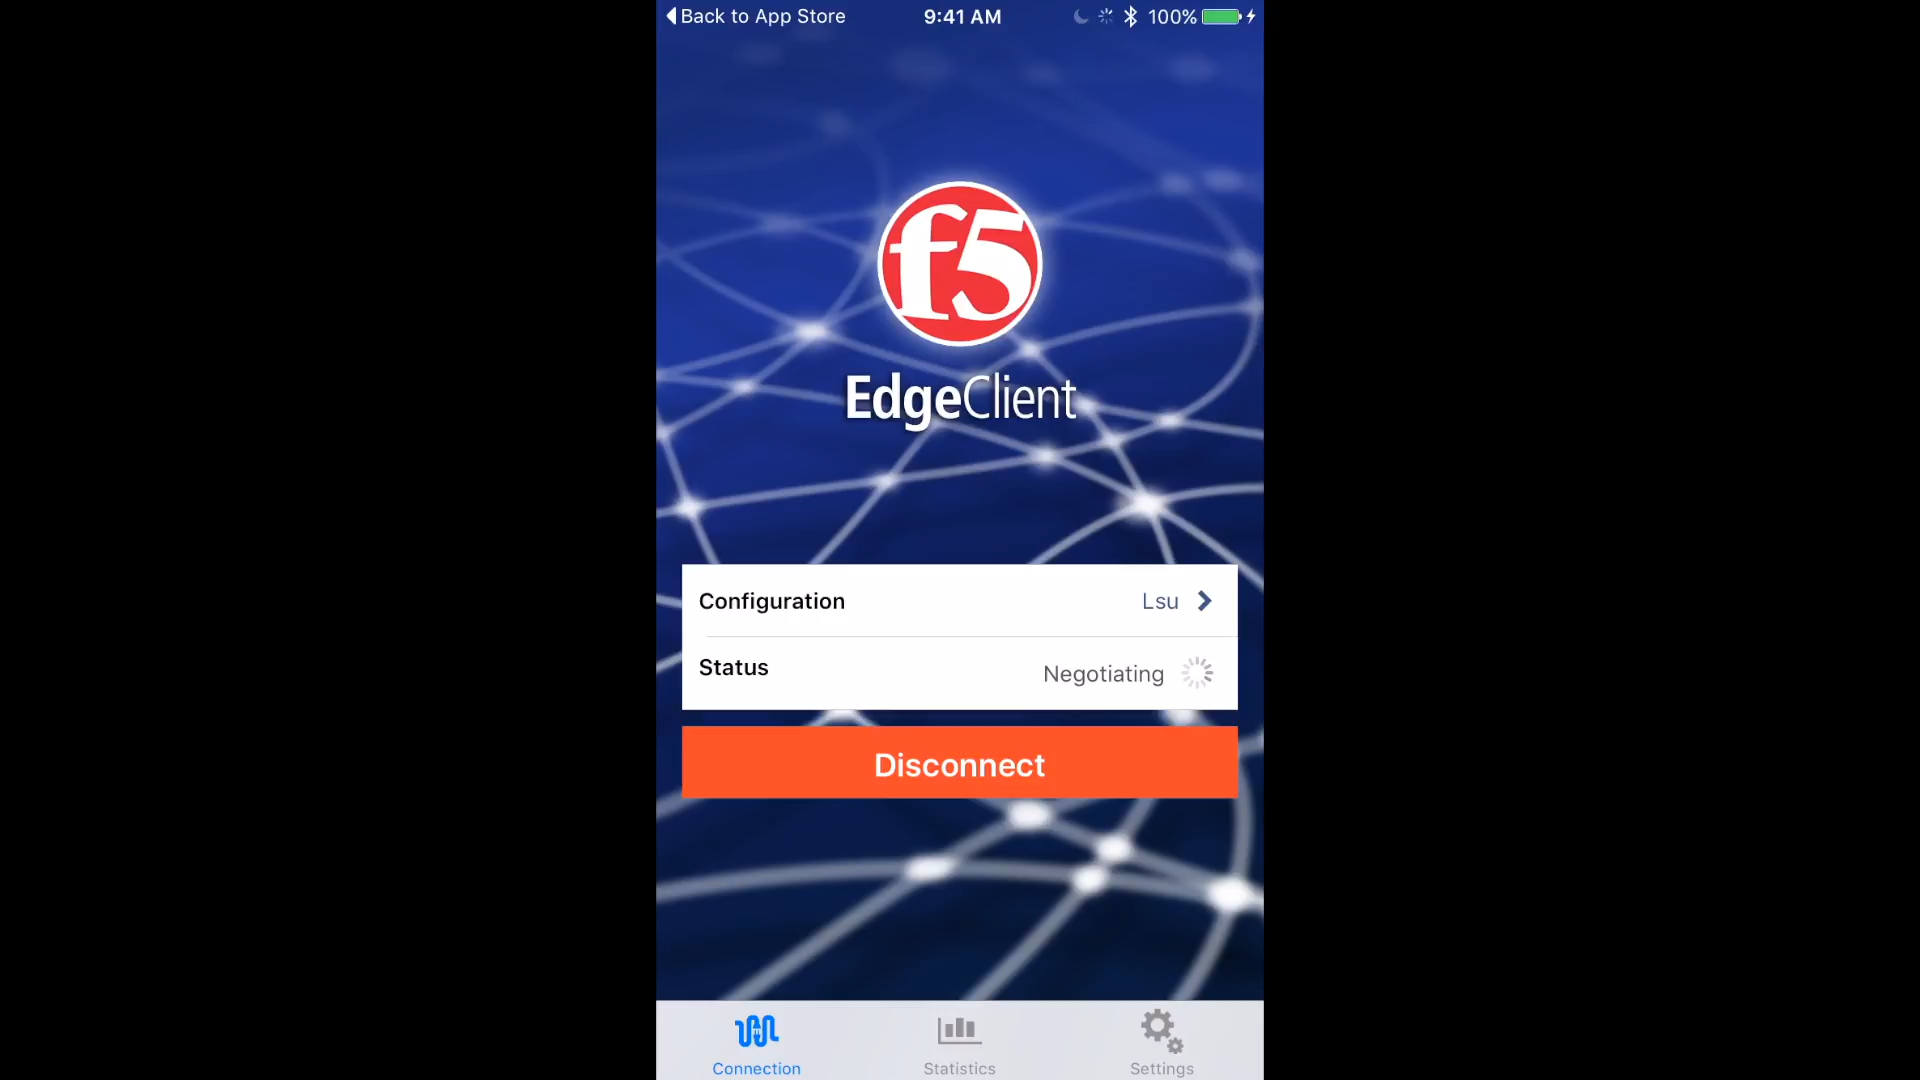 Back to App Store
9:41 AM
100%
f5
EdgeClient
Configuration
Lsu
Status
Negotiating
Disconnect
Connection
Statistics
Settings